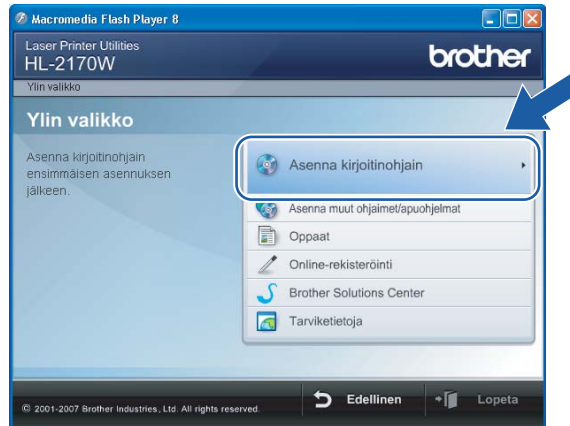 Macromedia Flash Player 8
Laser Printer Utilities
HL-2170W
brother
Ylin valikko
Ylin valikko
Asenna kirjoitinohjain
ensimmäisen asennuksen
jälkeen.
Asenna kirjoitinohjain
Asenna muut ohjaimet/apuohjelmat
Oppaat
Online-rekisteröinti
Brother Solutions Center
Tarviketietoja
© 2001-2007 Brother Industries, Ltd. All rights reserved.
Edellinen
Lopeta